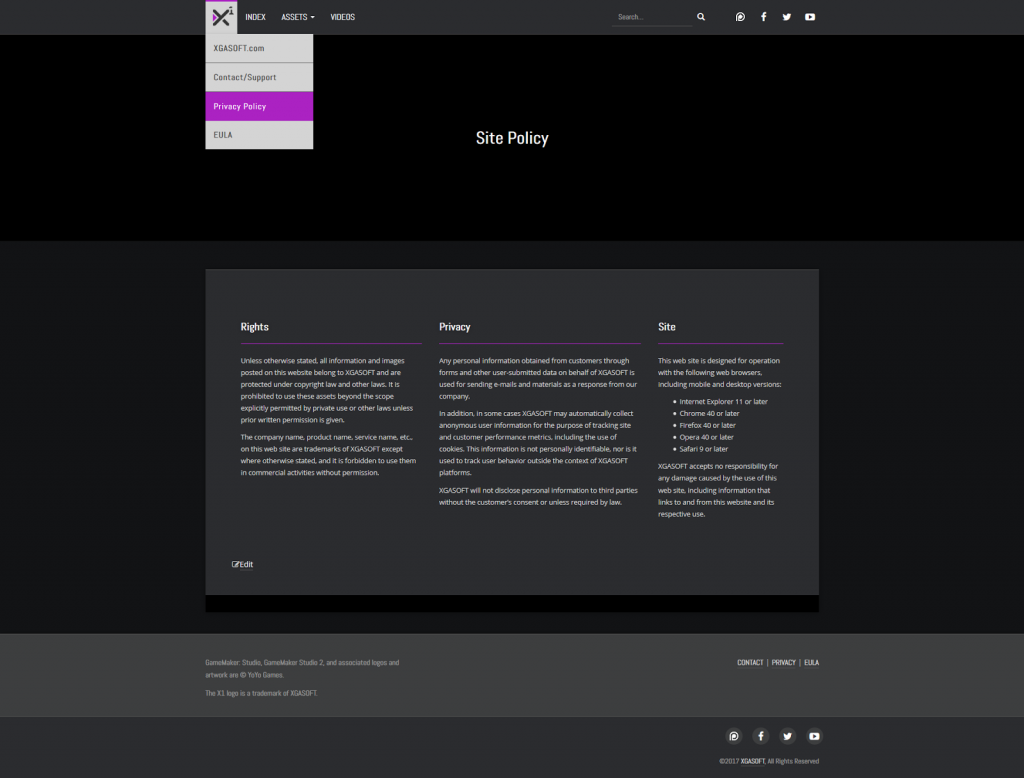 INDEX ASSETS VIDEOS Search...
XGASOFT.com
Contact/Support
Privacy Policy
EULA
Site Policy
Rights
Unless otherwise stated, all information and images
posted on this website belong to XGASOFT and are
protected under copyright law and other laws. It is
prohibited to use these assets beyond the scope
explicitly permitted by private use or other laws unless
prior written permission is given.
The company name, product name, service name, etc.,
on this web site are trademarks of XGASOFT except
where otherwise stated, and it is forbidden to use them
in commercial activities without permission.
Privacy
Any personal information obtained from customers through
forms and other user-submitted data on behalf of XGASOFT is
used for sending e-mails and materials as a response from our
company.
In addition, in some cases XGASOFT may automatically collect
anonymous user information for the purpose of tracking site
and customer performance metrics, including the use of
cookies. This information is not personally identifiable, nor is it
used to track user behavior outside the context of XGASOFT
platforms.
XGASOFT will not disclose personal information to third parties
without the customer's consent or unless required by law.
Site
This web site is designed for operation
with the following web browsers,
including mobile and desktop versions:
Internet Explorer 11 or later
Chrome 40 or later
Firefox 40 or later
Opera 40 or later
Safari 9 or later
XGASOFT accepts no responsibility for
any damage caused by the use of this
web site, including information that
links to and from this website and its
respective use.
Edit
GameMaker: Studio, GameMaker Studio 2, and associated logos and
artwork are © YoYo Games.
The X1 logo is a trademark of XGASOFT.
CONTACT | PRIVACY | EULA
©2017 XGASOFT, All Rights Reserved